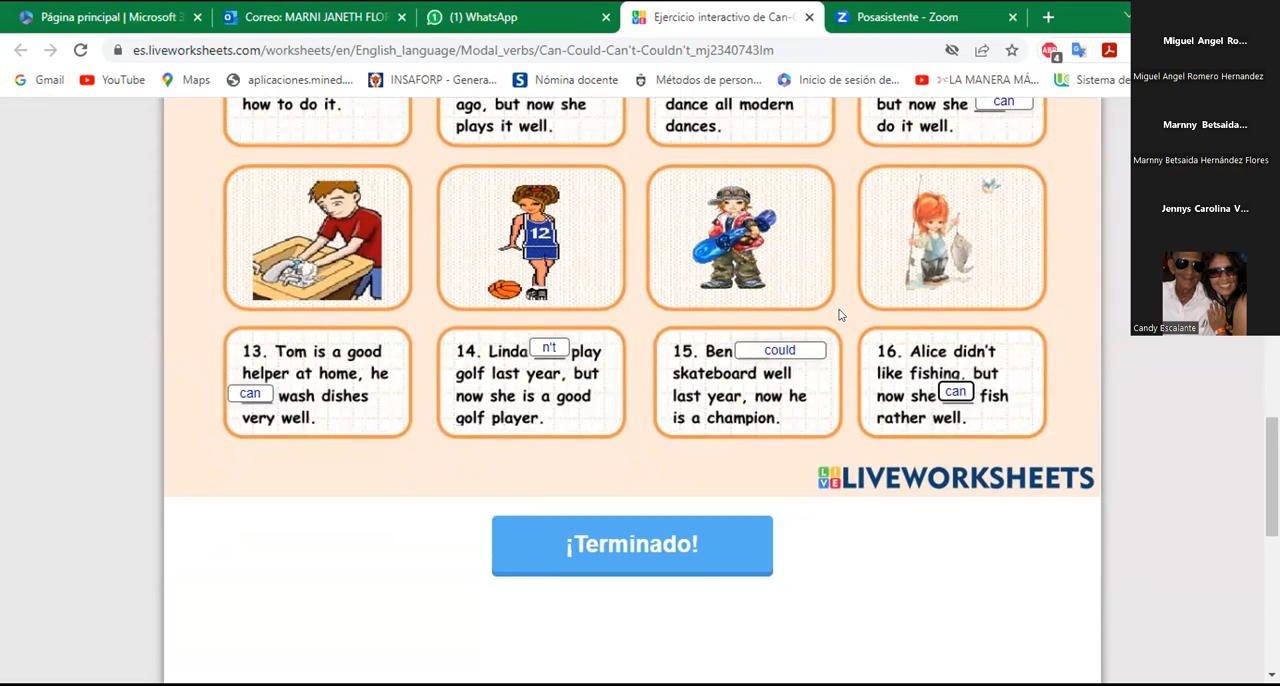 Página principal | Microsoft
Correo: MARNI JANETH FLOR
(1) WhatsApp
Ejercicio interactivo de Can-C
Posasistente - Zoom
es.liveworksheets.com/worksheets/en/English_language/Modal_verbs/Can-Could-Can't-Couldn't_mj2340743lm
ABP
4
Gmail
YouTube
Maps
aplicaciones.mined....
INSAFORP - Genera...
Nómina docente
Métodos de person...
Inicio de sesión de...
LA MANERA MÁ...
Sistema de
Miguel Angel Ro...
Miguel Angel Romero Hernandez
Marnny Betsaida...
Marnny Betsaida Hernández Flores
Jennys Carolina V...
Candy Escalante
how to do it.
ago, but now she
plays it well.
dance all modern
dances.
but now she can
do it well.
12
13. Tom is a good
helper at home, he
can wash dishes
very well.
14. Linda n't play
golf last year, but
now she is a good
golf player.
15. Ben could
skateboard well
last year, now he
is a champion.
16. Alice didn't
like fishing, but
now she can fish
rather well.
LIVE LIVEWORKSHEETS
¡Terminado!